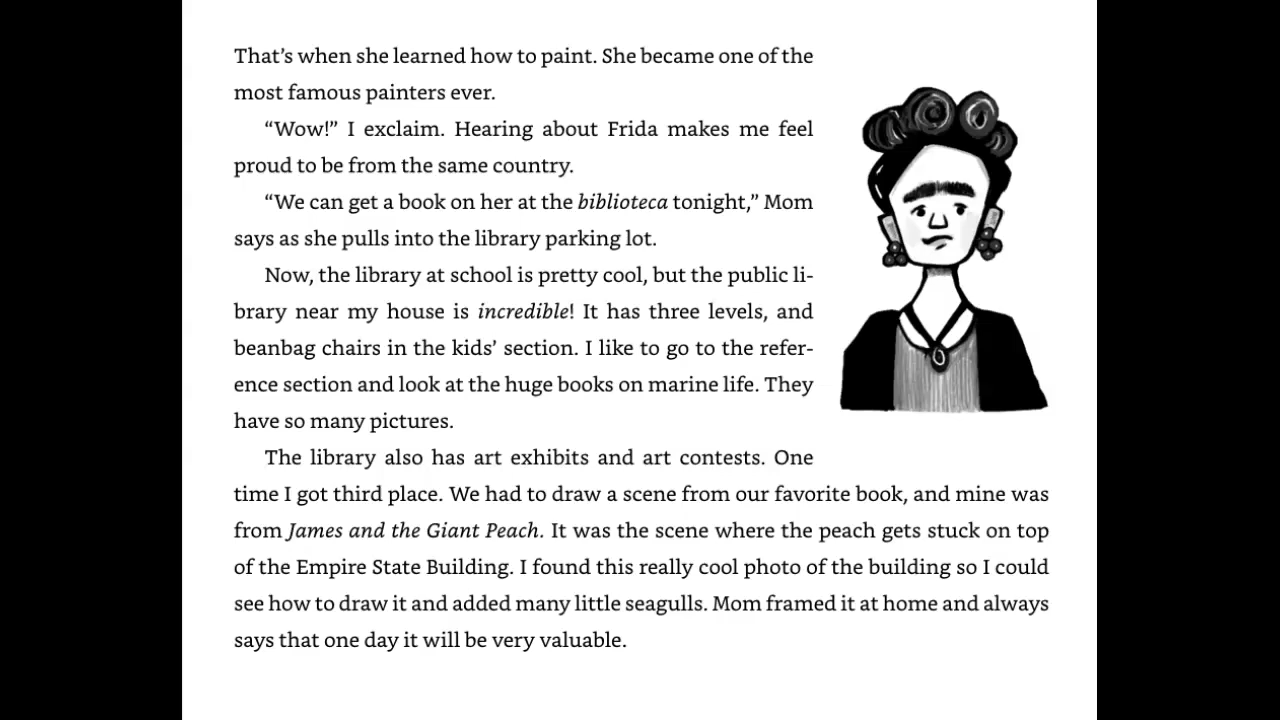 That’s when she learned how to paint. She became one of the
most famous painters ever.
“Wow!” I exclaim. Hearing about Frida makes me feel
proud to be from the same country.
“We can get a book on her at the biblioteca tonight,” Mom
says as she pulls into the library parking lot.
Now, the library at school is pretty cool, but the public li-
brary near my house is incredible! It has three levels, and
beanbag chairs in the kids’ section. I like to go to the refer-
ence section and look at the huge books on marine life. They
have so many pictures.
The library also has art exhibits and art contests. One
time I got third place. We had to draw a scene from our favorite book, and mine was
from James and the Giant Peach. It was the scene where the peach gets stuck on top
of the Empire State Building. I found this really cool photo of the building so I could
see how to draw it and added many little seagulls. Mom framed it at home and always
says that one day it will be very valuable.